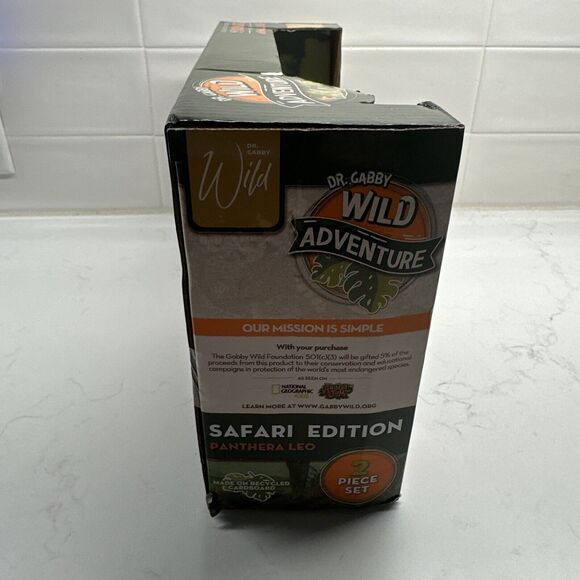 DR.
GABBY
Wild
DR. GABBY
WILD
ADVENTURE
OUR MISSION IS SIMPLE
With your purchase
The Gabby Wild Foundation 501(c)(3) will be gifted 5% of the
proceeds from this product to their conservation and educational
campaigns in protection of the world's most endangered species.
AS SEEN ON
NATIONAL
GEOGRAPHIC
KIDS
LEARN MORE AT WWW.GABBYWILD.ORG
SAFARI EDITION
PANTHERA LEO
MADE ON RECYCLED
CARDBOARD
2
PIECE
SET